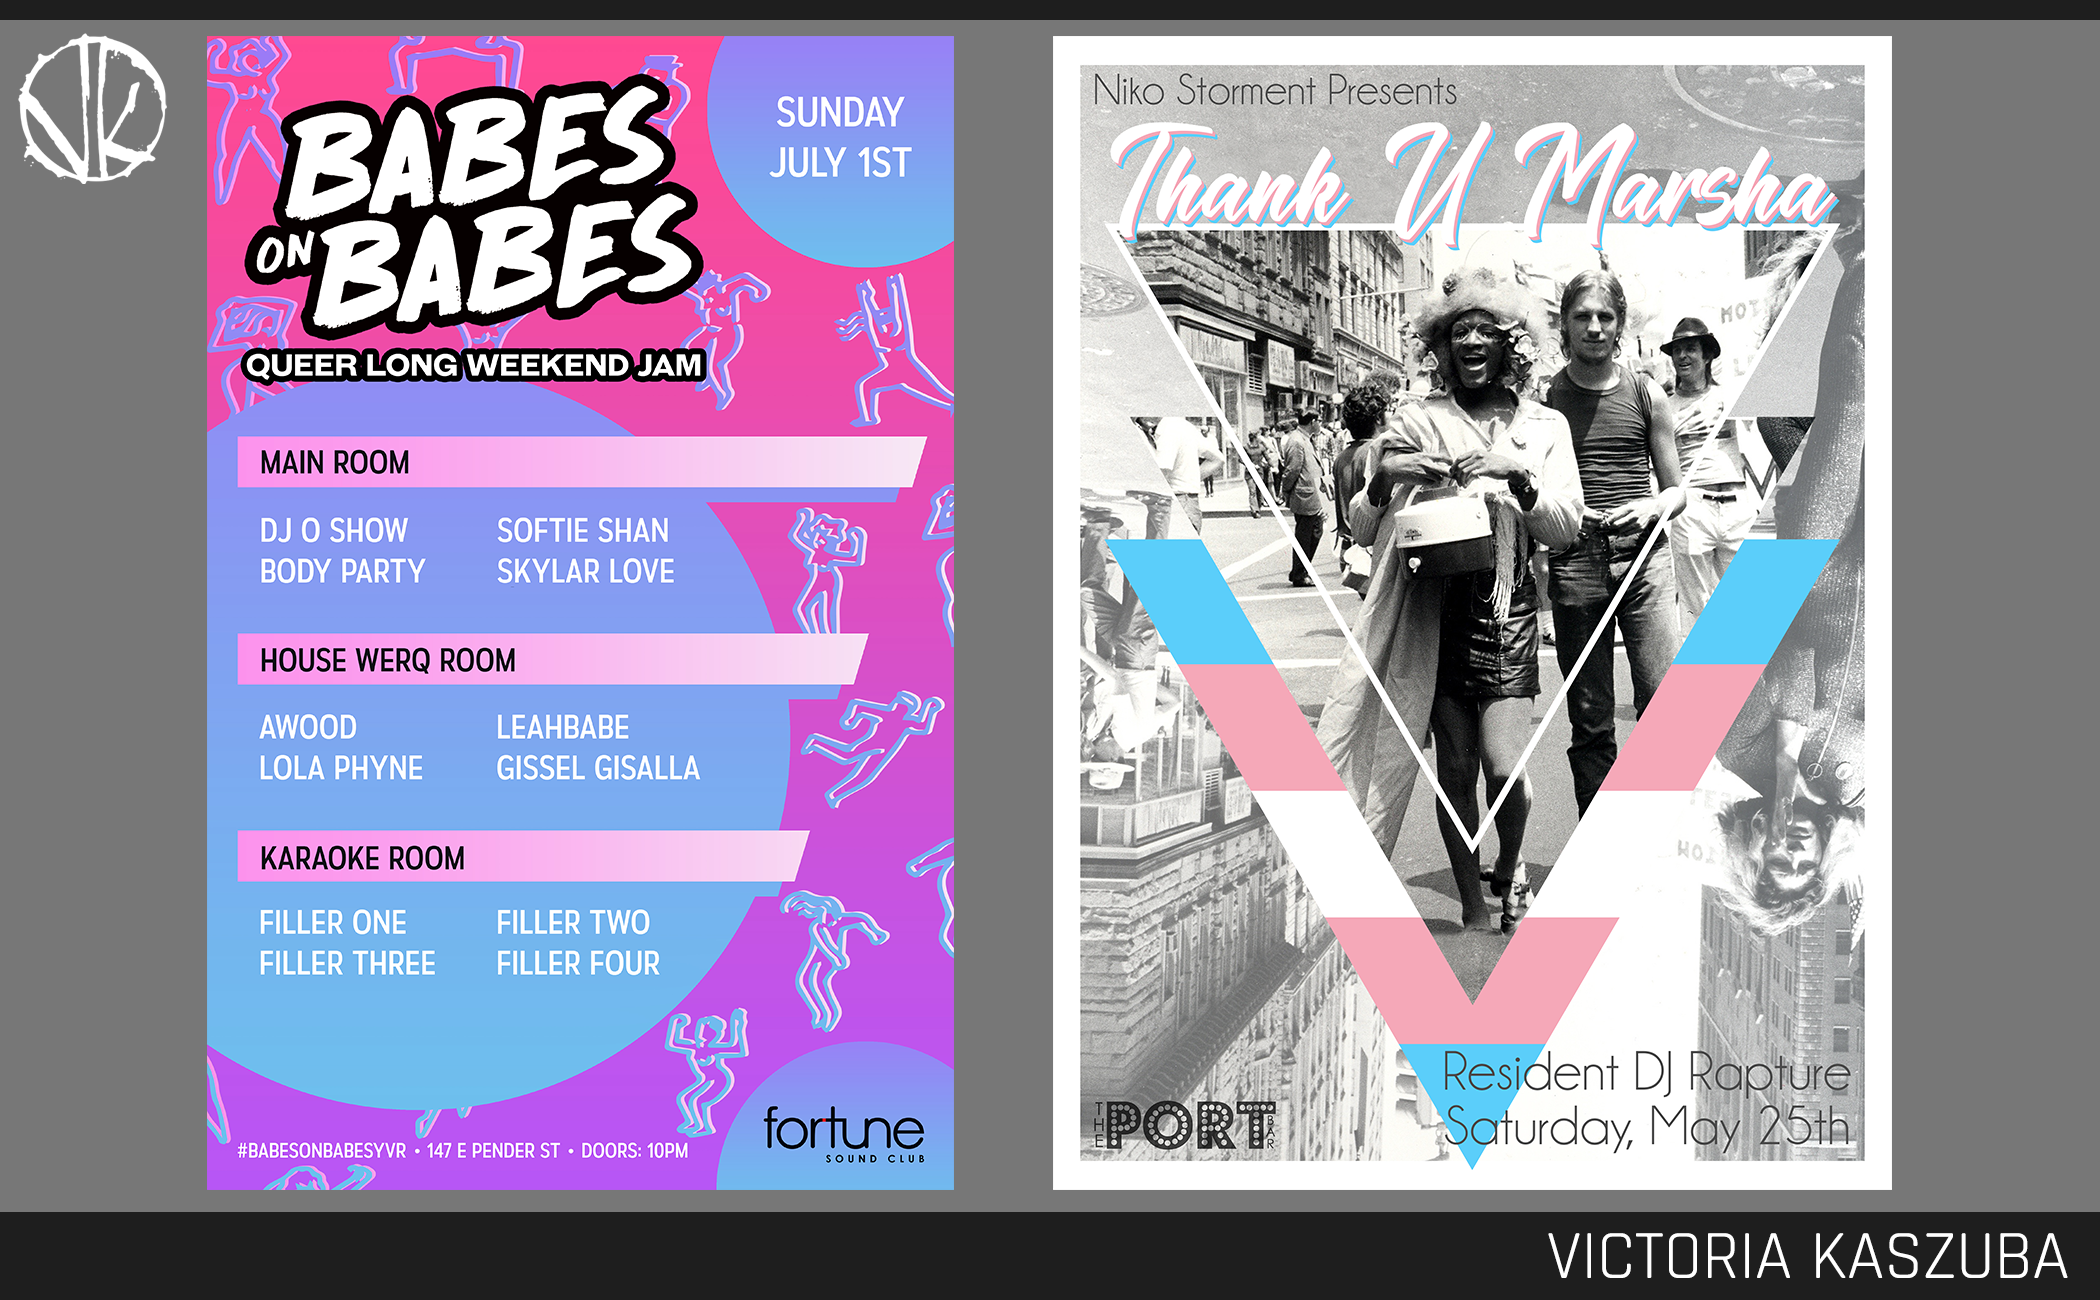 VK
BABES
ON BABES
QUEER LONG WEEKEND JAM
SUNDAY
JULY 1ST
MAIN ROOM
DJ O SHOW SOFTIE SHAN
BODY PARTY SKYLAR LOVE
HOUSE WERQ ROOM
AWOOD LEAHBABE
LOLA PHYNE GISSEL GISALLA
KARAOKE ROOM
FILLER ONE FILLER TWO
FILLER THREE FILLER FOUR
#BABESONBABESYVR • 147 E PENDER ST • DOORS: 10PM
fortune
SOUND CLUB
Niko Storment Presents
Thank U Marsha
Resident DJ Rapture
Saturday, May 25th
THE PORT BAR
VICTORIA KASZUBA